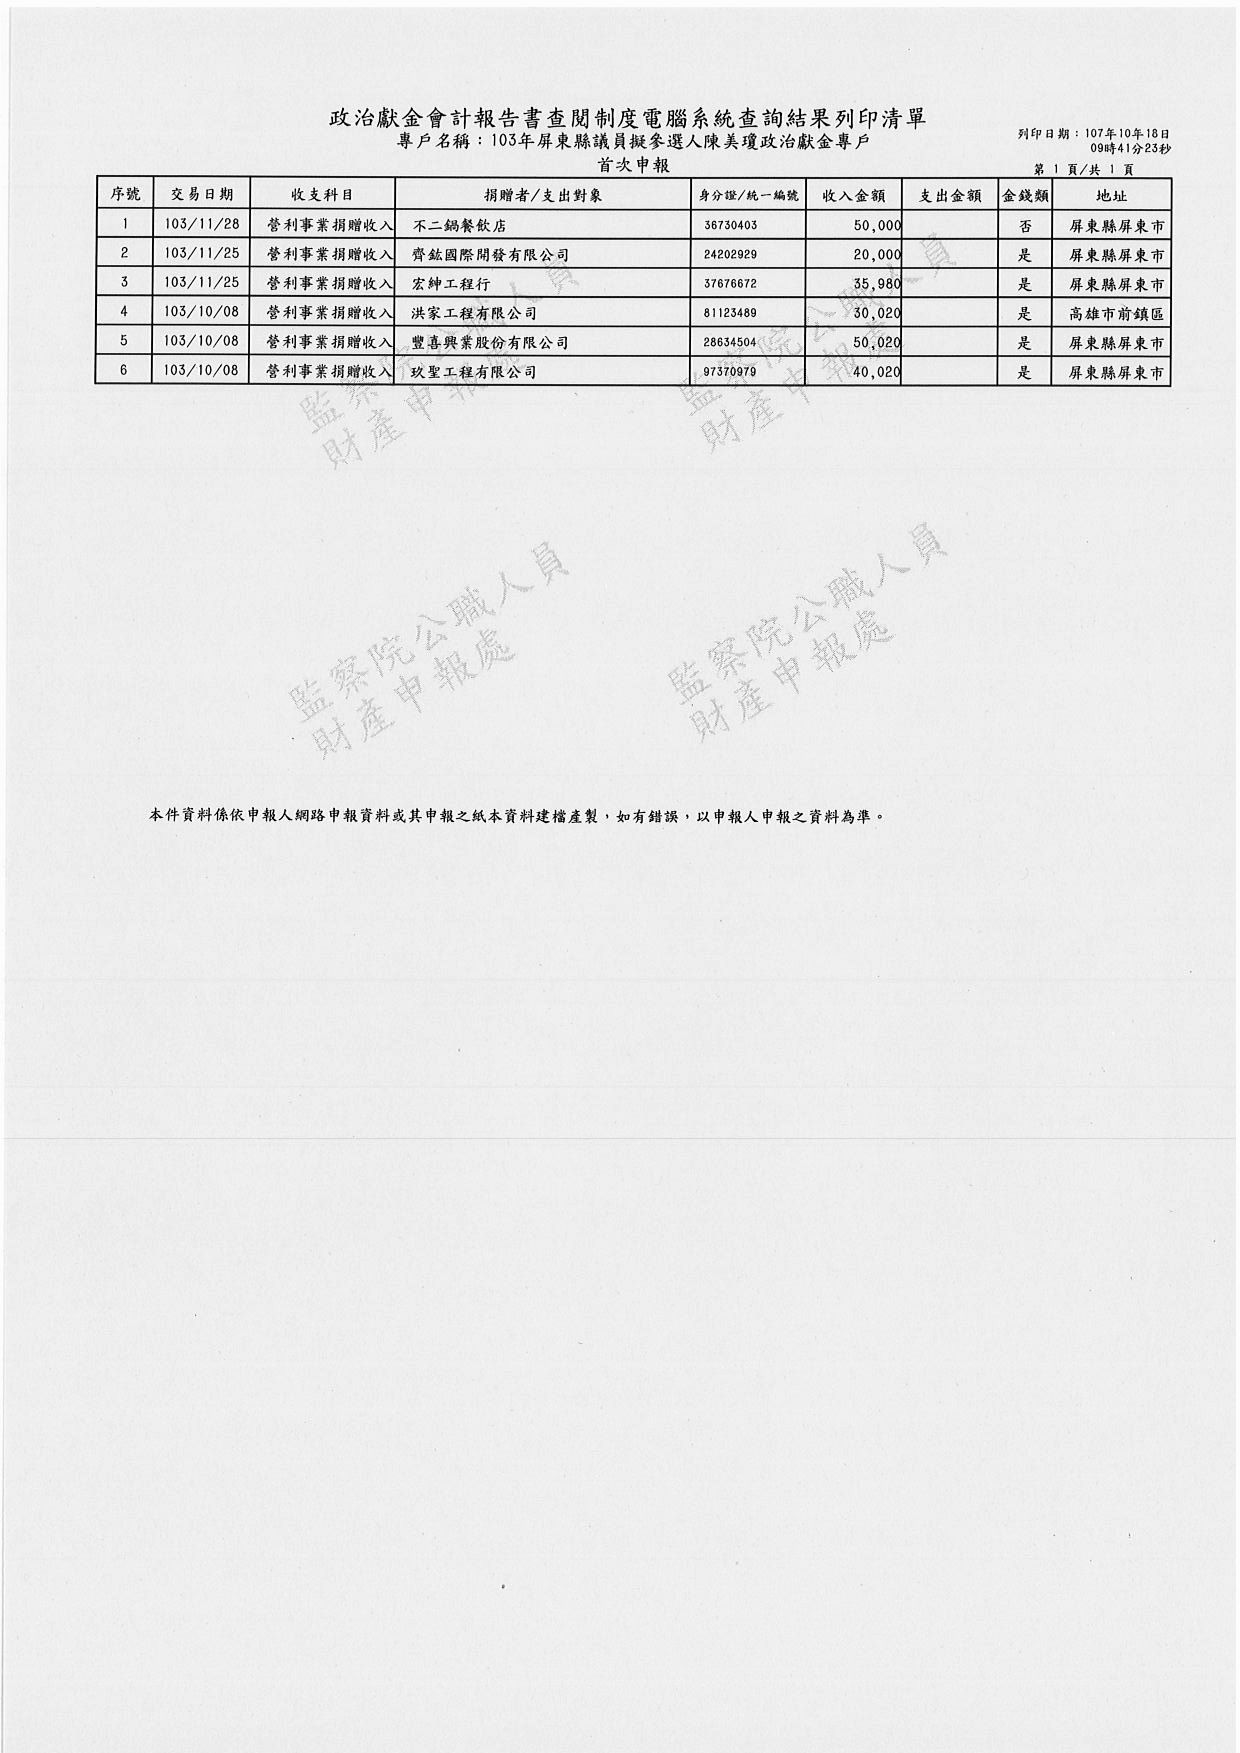 政治獻金會計報告書查閱制度電腦系統查詢結果列印清單
專戶名稱：103年屏東縣議員擬參選人陳美瓊政治獻金專戶
列印日期：107年10月18日
09時41分23秒
首次申報
第 1 頁/共 1 頁
序號 交易日期 收支科目 捐贈者/支出對象 身分證/統一編號 收入金額 支出金額 金錢類 地址
1 103/11/28 營利事業捐贈收入 不二鍋餐飲店 36730403 50,000 否 屏東縣屏東市
2 103/11/25 營利事業捐贈收入 齊鈜國際開發有限公司 24202929 20,000 是 屏東縣屏東市
3 103/11/25 營利事業捐贈收入 宏紳工程行 37676672 35,980 是 屏東縣屏東市
4 103/10/08 營利事業捐贈收入 洪家工程有限公司 81123489 30,020 是 高雄市前鎮區
5 103/10/08 營利事業捐贈收入 豐喜興業股份有限公司 28634504 50,020 是 屏東縣屏東市
6 103/10/08 營利事業捐贈收入 玖聖工程有限公司 97370979 40,020 是 屏東縣屏東市
監察院公職人員
財產申報處
監察院公職人員
財產申報處
監察院公職人員
財產申報處
監察院公職人員
財產申報處
本件資料係依申報人網路申報資料或其申報之紙本資料建檔產製，如有錯誤，以申報人申報之資料為準。